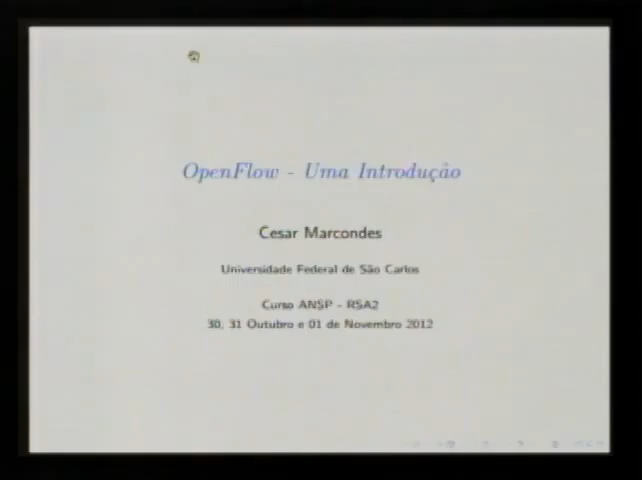 OpenFlow - Uma Introdução
Cesar Marcondes
Universidade Federal de São Carlos
Curso ANSP - RSA2
30, 31 Outubro e 01 de Novembro 2012